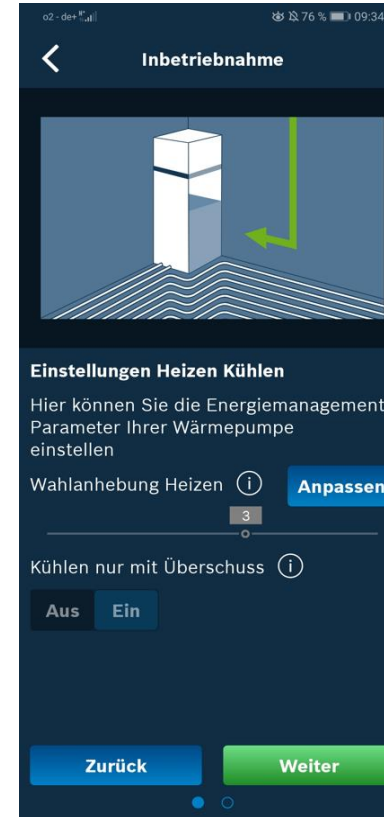 o2 - de+
76 % 09:34
Inbetriebnahme
Einstellungen Heizen Kühlen
Hier können Sie die Energiemanagement
Parameter Ihrer Wärmepumpe
einstellen
Wahlanhebung Heizen i Anpassen
3
Kühlen nur mit Überschuss i
Aus Ein
Zurück Weiter